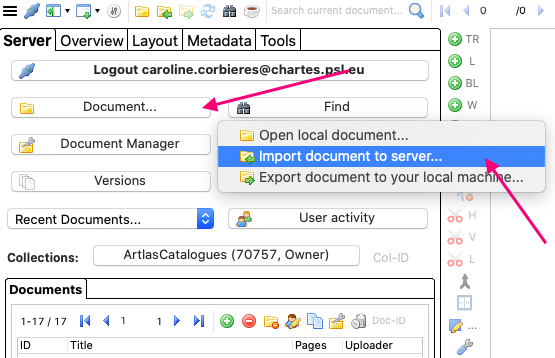 Search current document...
0 /0
Server Overview Layout Metadata Tools
Logout caroline.corbieres@chartes.psl.eu
Document... Find
Document Manager
Versions
Open local document...
Import document to server...
Export document to your local machine...
Recent Documents... User activity
Collections: ArtlasCatalogues (70757, Owner) Col-ID
Documents
1-17 / 17 1 1 Doc-ID
ID Title Pages Uploader
TR
L
BL
W
H
V
L
...